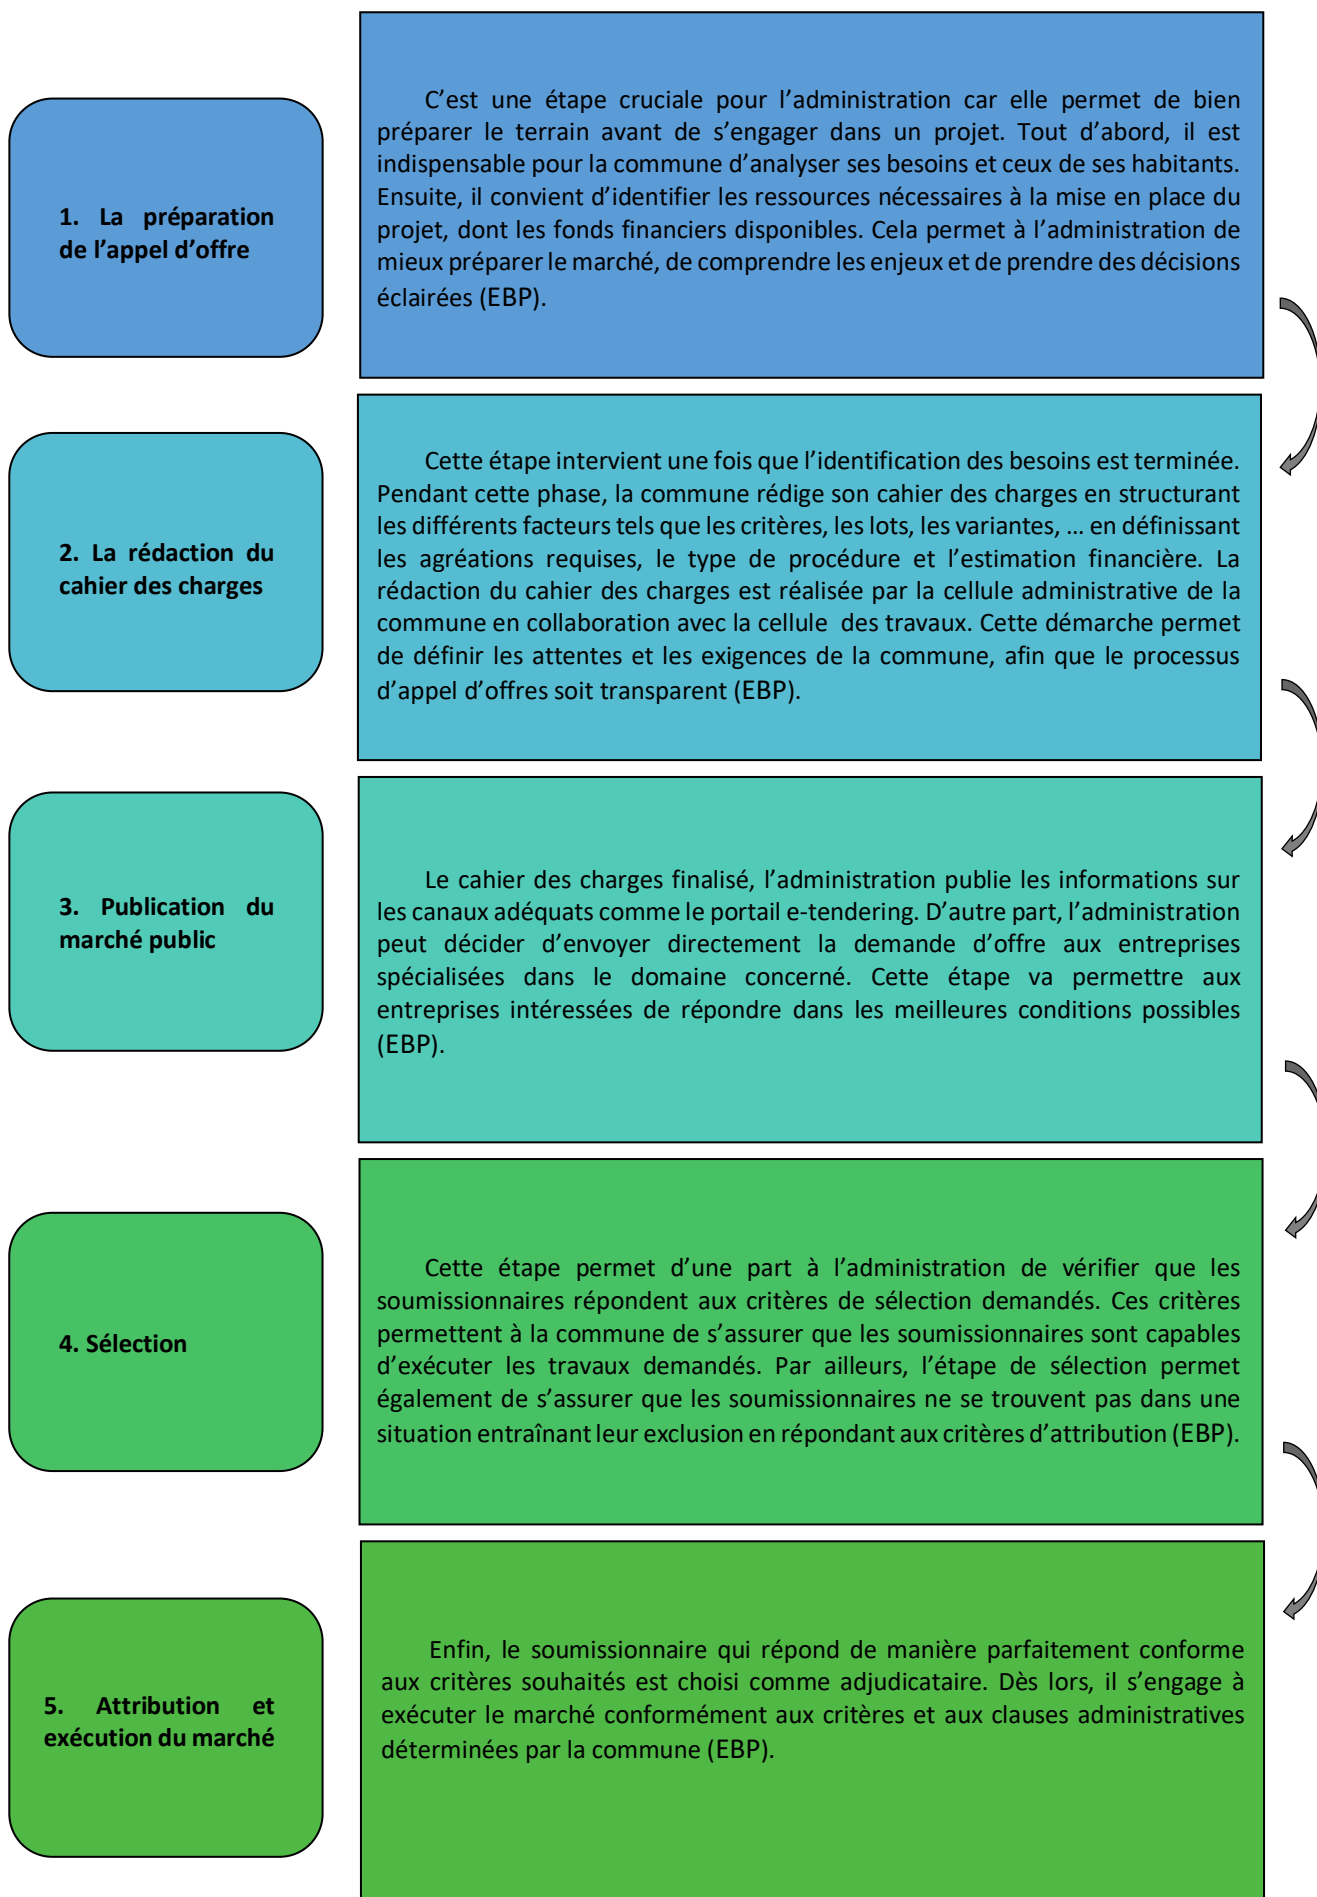 1. La préparation
de l’appel d’offre
C’est une étape cruciale pour l’administration car elle permet de bien
préparer le terrain avant de s’engager dans un projet. Tout d’abord, il est
indispensable pour la commune d’analyser ses besoins et ceux de ses habitants.
Ensuite, il convient d’identifier les ressources nécessaires à la mise en place du
projet, dont les fonds financiers disponibles. Cela permet à l’administration de
mieux préparer le marché, de comprendre les enjeux et de prendre des décisions
éclairées (EBP).
2. La rédaction du
cahier des charges
Cette étape intervient une fois que l’identification des besoins est terminée.
Pendant cette phase, la commune rédige son cahier des charges en structurant
les différents facteurs tels que les critères, les lots, les variantes, … en définissant
les agréations requises, le type de procédure et l’estimation financière. La
rédaction du cahier des charges est réalisée par la cellule administrative de la
commune en collaboration avec la cellule des travaux. Cette démarche permet
de définir les attentes et les exigences de la commune, afin que le processus
d’appel d’offres soit transparent (EBP).
3. Publication du
marché public
Le cahier des charges finalisé, l’administration publie les informations sur
les canaux adéquats comme le portail e-tendering. D’autre part, l’administration
peut décider d’envoyer directement la demande d’offre aux entreprises
spécialisées dans le domaine concerné. Cette étape va permettre aux
entreprises intéressées de répondre dans les meilleures conditions possibles
(EBP).
4. Sélection
Cette étape permet d’une part à l’administration de vérifier que les
soumissionnaires répondent aux critères de sélection demandés. Ces critères
permettent à la commune de s’assurer que les soumissionnaires sont capables
d’exécuter les travaux demandés. Par ailleurs, l’étape de sélection permet
également de s’assurer que les soumissionnaires ne se trouvent pas dans une
situation entraînant leur exclusion en répondant aux critères d’attribution (EBP).
5. Attribution et
exécution du marché
Enfin, le soumissionnaire qui répond de manière parfaitement conforme
aux critères souhaités est choisi comme adjudicataire. Dès lors, il s’engage à
exécuter le marché conformément aux critères et aux clauses administratives
déterminées par la commune (EBP).